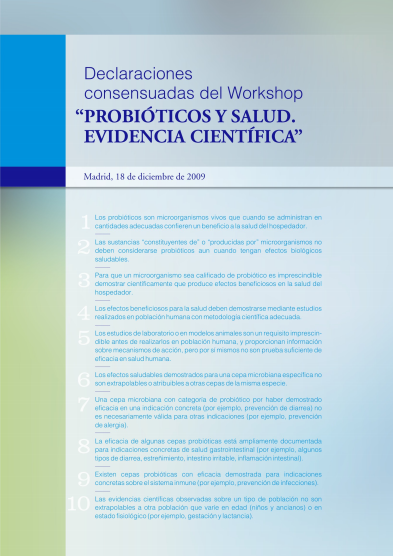 Declaraciones
consensuadas del Workshop
“PROBIÓTICOS Y SALUD.
EVIDENCIA CIENTÍFICA”
Madrid, 18 de diciembre de 2009
1 Los probióticos son microorganismos vivos que cuando se administran en
cantidades adecuadas confieren un beneficio a la salud del hospedador.
2 Las sustancias “constituyentes de” o “producidas por” microorganismos no
deben considerarse probióticos aun cuando tengan efectos biológicos
saludables.
3 Para que un microorganismo sea calificado de probiótico es imprescindible
demostrar científicamente que produce efectos beneficiosos en la salud del
hospedador.
4 Los efectos beneficiosos para la salud deben demostrarse mediante estudios
realizados en población humana con metodología científica adecuada.
5 Los estudios de laboratorio o en modelos animales son un requisito imprescin-
dible antes de realizarlos en población humana, y proporcionan información
sobre mecanismos de acción, pero por sí mismos no son prueba suficiente de
eficacia en salud humana.
6 Los efectos saludables demostrados para una cepa microbiana específica no
son extrapolables o atribuibles a otras cepas de la misma especie.
7 Una cepa microbiana con categoría de probiótico por haber demostrado
eficacia en una indicación concreta (por ejemplo, prevención de diarrea) no
es necesariamente válida para otras indicaciones (por ejemplo, prevención
de alergia).
8 La eficacia de algunas cepas probióticas está ampliamente documentada
para indicaciones concretas de salud gastrointestinal (por ejemplo, algunos
tipos de diarrea, estreñimiento, intestino irritable, inflamación intestinal).
9 Existen cepas probióticas con eficacia demostrada para indicaciones
concretas sobre el sistema inmune (por ejemplo, prevención de infecciones).
10 Las evidencias científicas observadas sobre un tipo de población no son
extrapolables a otra población que varíe en edad (niños y ancianos) o en
estado fisiológico (por ejemplo, gestación y lactancia).